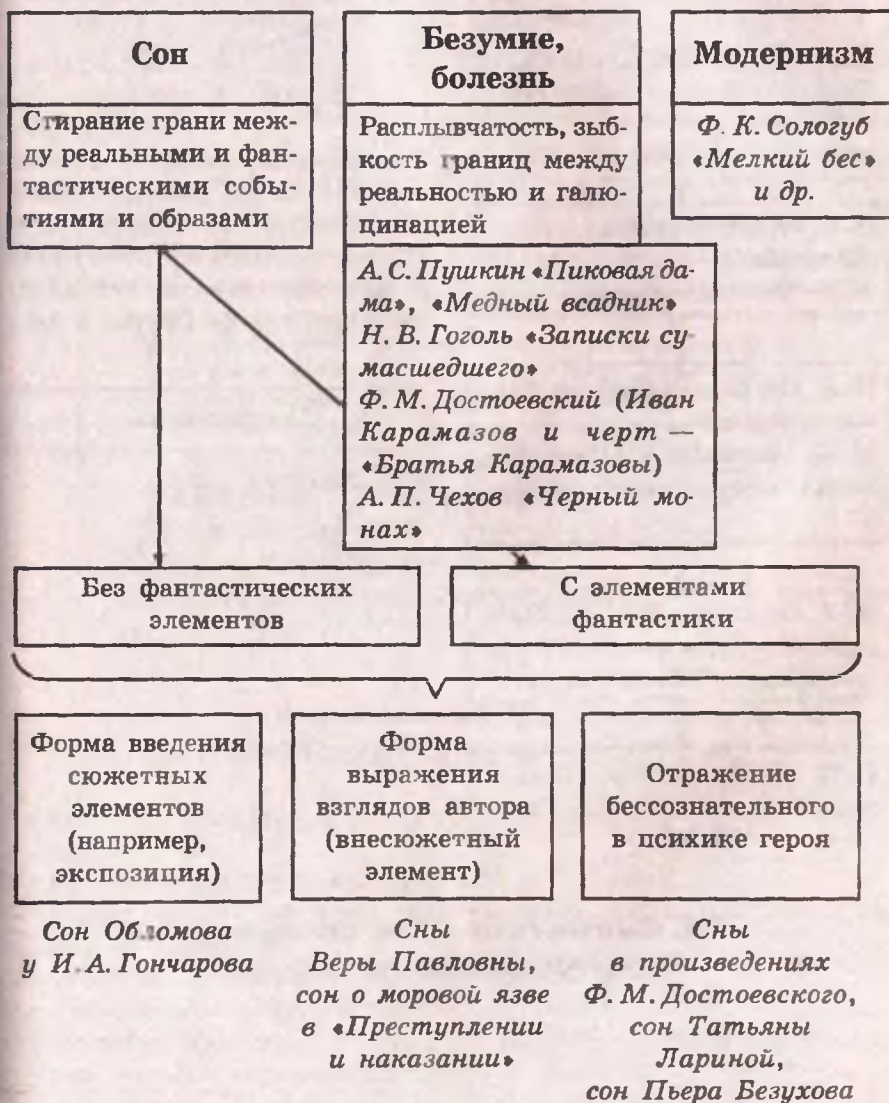 Сон
Стирание грани меж-
ду реальными и фан-
тастическими собы-
тиями и образами
Безумие,
болезнь
Расплывчатость, зыб-
кость границ между
реальностью и галю-
цинацией
А. С. Пушкин «Пиковая да-
ма», «Медный всадник»
Н. В. Гоголь «Записки су-
масшедшего»
Ф. М. Достоевский (Иван
Карамазов и черт —
«Братья Карамазовы)
А. П. Чехов «Черный мо-
нах»
Модернизм
Ф. К. Сологуб
«Мелкий бес»
и др.
Без фантастических
элементов
С элементами
фантастики
Форма введения
сюжетных
элементов
(например,
экспозиция)
Сон Обломова
у И. А. Гончарова
Форма
выражения
взглядов автора
(внесюжетный
элемент)
Сны
Веры Павловны,
сон о моровой язве
в «Преступлении
и наказании»
Отражение
бессознательного
в психике героя
Сны
в произведениях
Ф. М. Достоевского,
сон Татьяны
Лариной,
сон Пьера Безухова